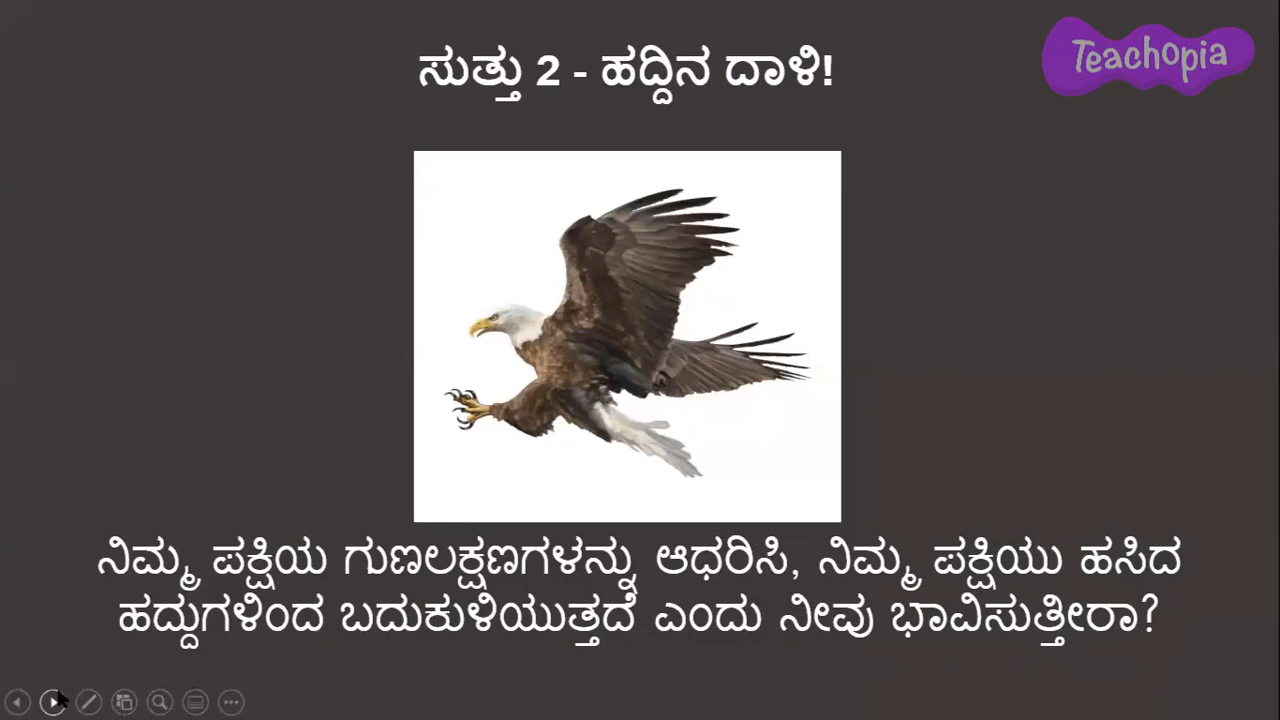 ಸುತ್ತು 2 - ಹದ್ದಿನ ದಾಳಿ!
Teachopia
ನಿಮ್ಮ ಪಕ್ಷಿಯ ಗುಣಲಕ್ಷಣಗಳನ್ನು ಆಧರಿಸಿ, ನಿಮ್ಮ ಪಕ್ಷಿಯು ಹಸಿದ
ಹದ್ದುಗಳಿಂದ ಬದುಕುಳಿಯುತ್ತದೆ ಎಂದು ನೀವು ಭಾವಿಸುತ್ತೀರಾ?